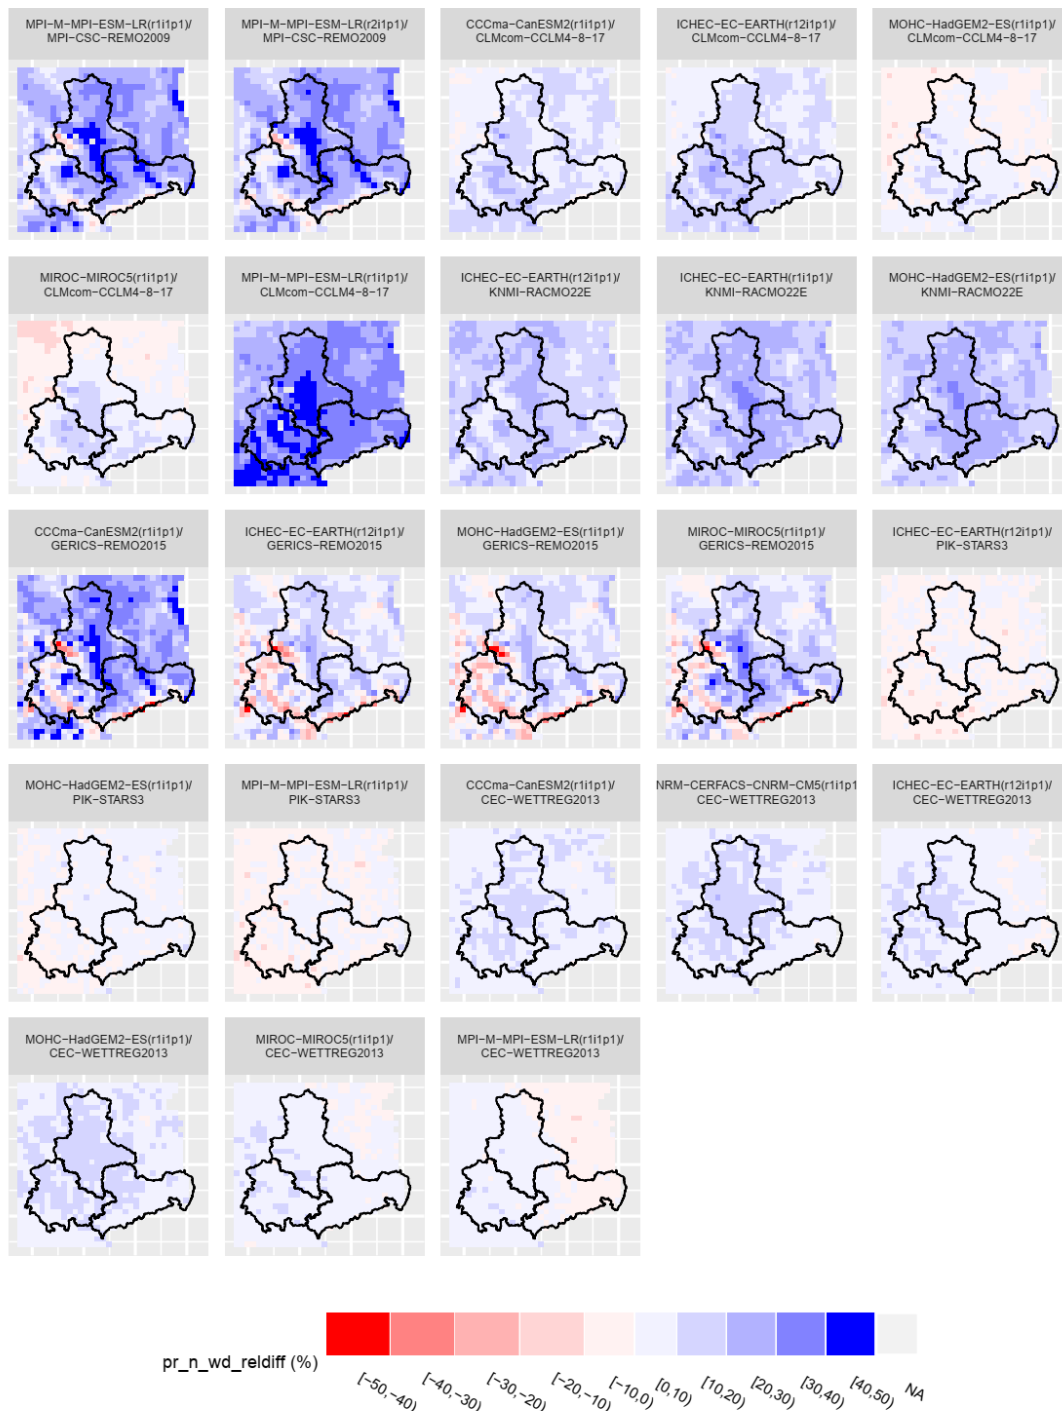 MPI-M-MPI-ESM-LR(r1i1p1)/
MPI-CSC-REMO2009
MPI-M-MPI-ESM-LR(r2i1p1)/
MPI-CSC-REMO2009
CCCma-CanESM2(r1i1p1)/
CLMcom-CCLM4-8-17
ICHEC-EC-EARTH(r12i1p1)/
CLMcom-CCLM4-8-17
MOHC-HadGEM2-ES(r1i1p1)/
CLMcom-CCLM4-8-17
MIROC-MIROC5(r1i1p1)/
CLMcom-CCLM4-8-17
MPI-M-MPI-ESM-LR(r1i1p1)/
CLMcom-CCLM4-8-17
ICHEC-EC-EARTH(r12i1p1)/
KNMI-RACMO22E
ICHEC-EC-EARTH(r1i1p1)/
KNMI-RACMO22E
MOHC-HadGEM2-ES(r1i1p1)/
KNMI-RACMO22E
CCCma-CanESM2(r1i1p1)/
GERICS-REMO2015
ICHEC-EC-EARTH(r12i1p1)/
GERICS-REMO2015
MOHC-HadGEM2-ES(r1i1p1)/
GERICS-REMO2015
MIROC-MIROC5(r1i1p1)/
GERICS-REMO2015
ICHEC-EC-EARTH(r12i1p1)/
PIK-STARS3
MOHC-HadGEM2-ES(r1i1p1)/
PIK-STARS3
MPI-M-MPI-ESM-LR(r1i1p1)/
PIK-STARS3
CCCma-CanESM2(r1i1p1)/
CEC-WETTREG2013
NRM-CERFACS-CNRM-CM5(r1i1p1
CEC-WETTREG2013
ICHEC-EC-EARTH(r12i1p1)/
CEC-WETTREG2013
MOHC-HadGEM2-ES(r1i1p1)/
CEC-WETTREG2013
MIROC-MIROC5(r1i1p1)/
CEC-WETTREG2013
MPI-M-MPI-ESM-LR(r1i1p1)/
CEC-WETTREG2013
pr_n_wd_reldiff (%)
[-50,-40)
[-40,-30)
[-30,-20)
[-20,-10)
[-10,0)
[0,10)
[10,20)
[20,30)
[30,40)
[40,50)
NA